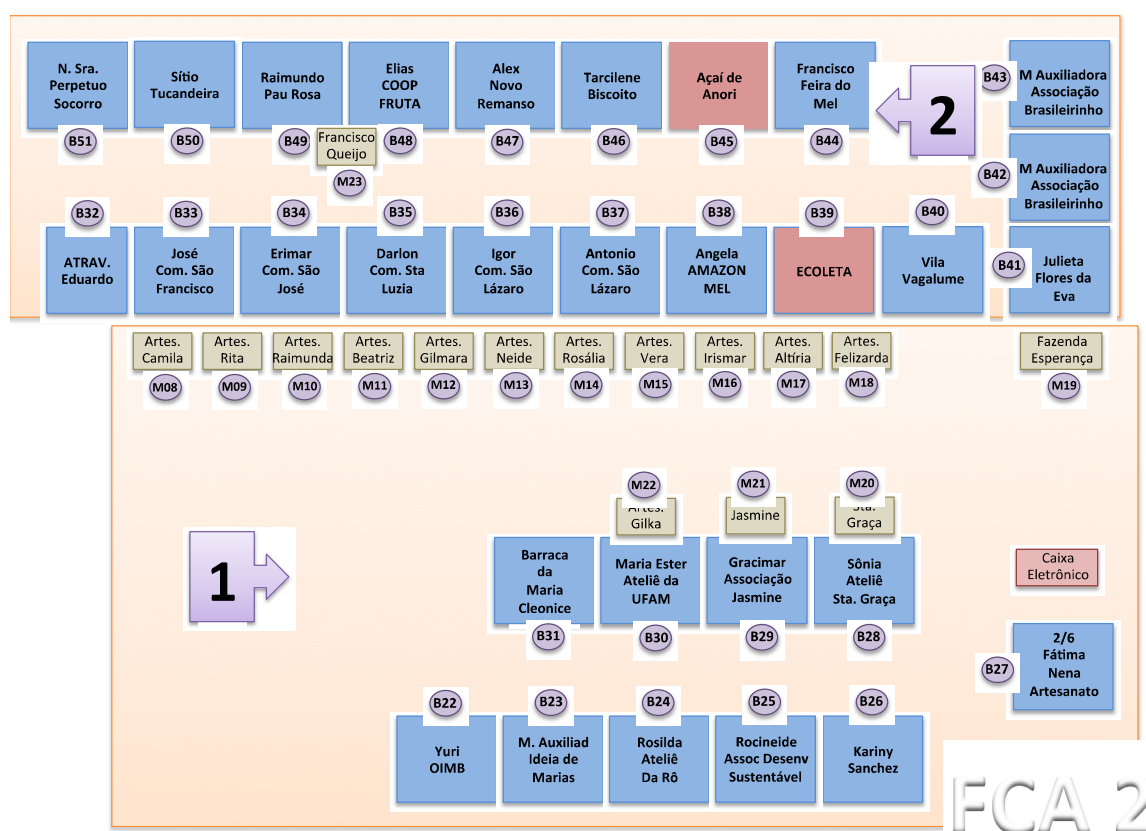 N. Sra.
Perpetuo
Socorro
B51
Sítio
Tucandeira
B50
Raimundo
Pau Rosa
B49
Elias
COOP
FRUTA
B48
Alex
Novo
Remanso
B47
Tarcilene
Biscoito
B46
Açaí de
Anori
B45
Francisco
Feira do
Mel
B44
2
B43
M Auxiliadora
Associação
Brasileirinho
Francisco
Queijo
M23
B42
M Auxiliadora
Associação
Brasileirinho
B32
ATRAV.
Eduardo
B33
José
Com. São
Francisco
B34
Erimar
Com. São
José
B35
Darlon
Com. Sta
Luzia
B36
Igor
Com. São
Lázaro
B37
Antonio
Com. São
Lázaro
B38
Angela
AMAZON
MEL
B39
ECOLETA
B40
Vila
Vagalume
B41
Julieta
Flores da
Eva
Artes.
Camila
M08
Artes.
Rita
M09
Artes.
Raimunda
M10
Artes.
Beatriz
M11
Artes.
Gilmara
M12
Artes.
Neide
M13
Artes.
Rosália
M14
Artes.
Vera
M15
Artes.
Irismar
M16
Artes.
Altíria
M17
Artes.
Felizarda
M18
Fazenda
Esperança
M19
M22
Artes.
Gilka
M21
Jasmine
M20
Sta.
Graça
1
Barraca
da
Maria
Cleonice
B31
Maria Ester
Ateliê da
UFAM
B30
Gracimar
Associação
Jasmine
B29
Sônia
Ateliê
Sta. Graça
B28
Caixa
Eletrônico
B27
2/6
Fátima
Nena
Artesanato
B22
Yuri
OIMB
B23
M. Auxiliad
Ideia de
Marias
B24
Rosilda
Ateliê
Da Rô
B25
Rocineide
Assoc Desenv
Sustentável
B26
Kariny
Sanchez
FCA 2